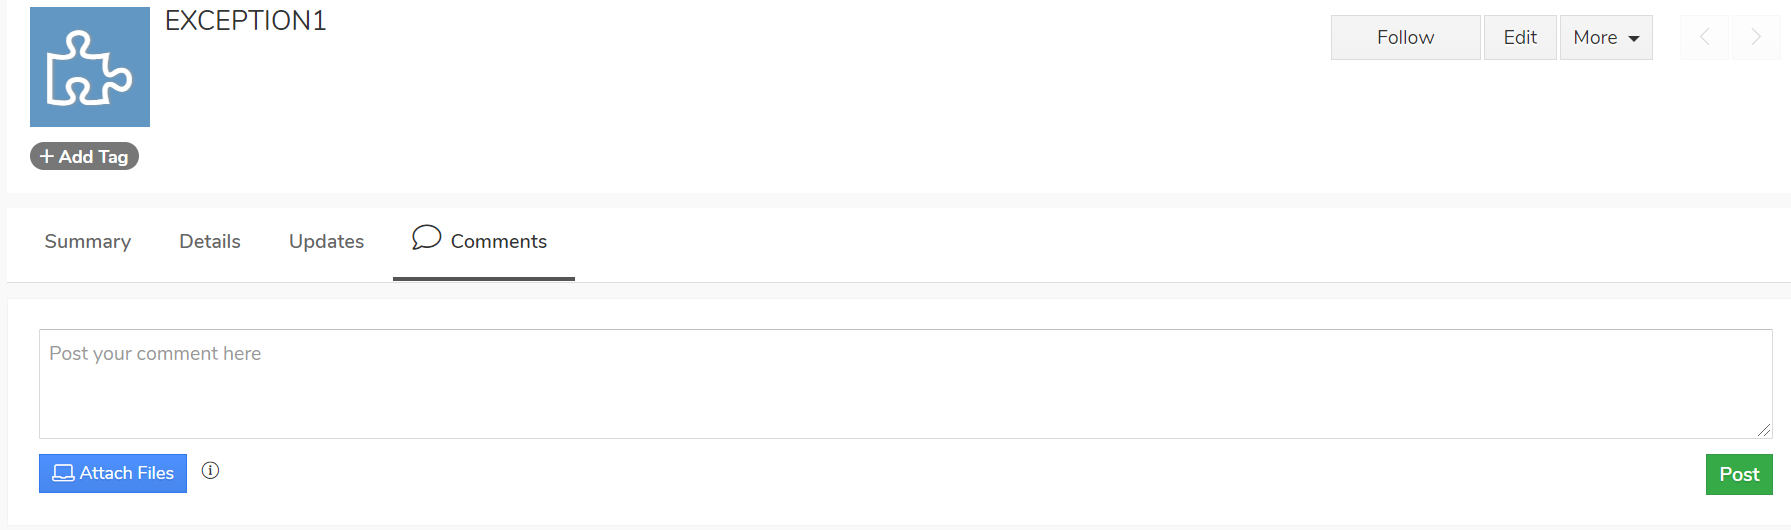 EXCEPTION1
Follow
Edit
More
+ Add Tag
Summary
Details
Updates
Comments
Post your comment here
Attach Files
Post